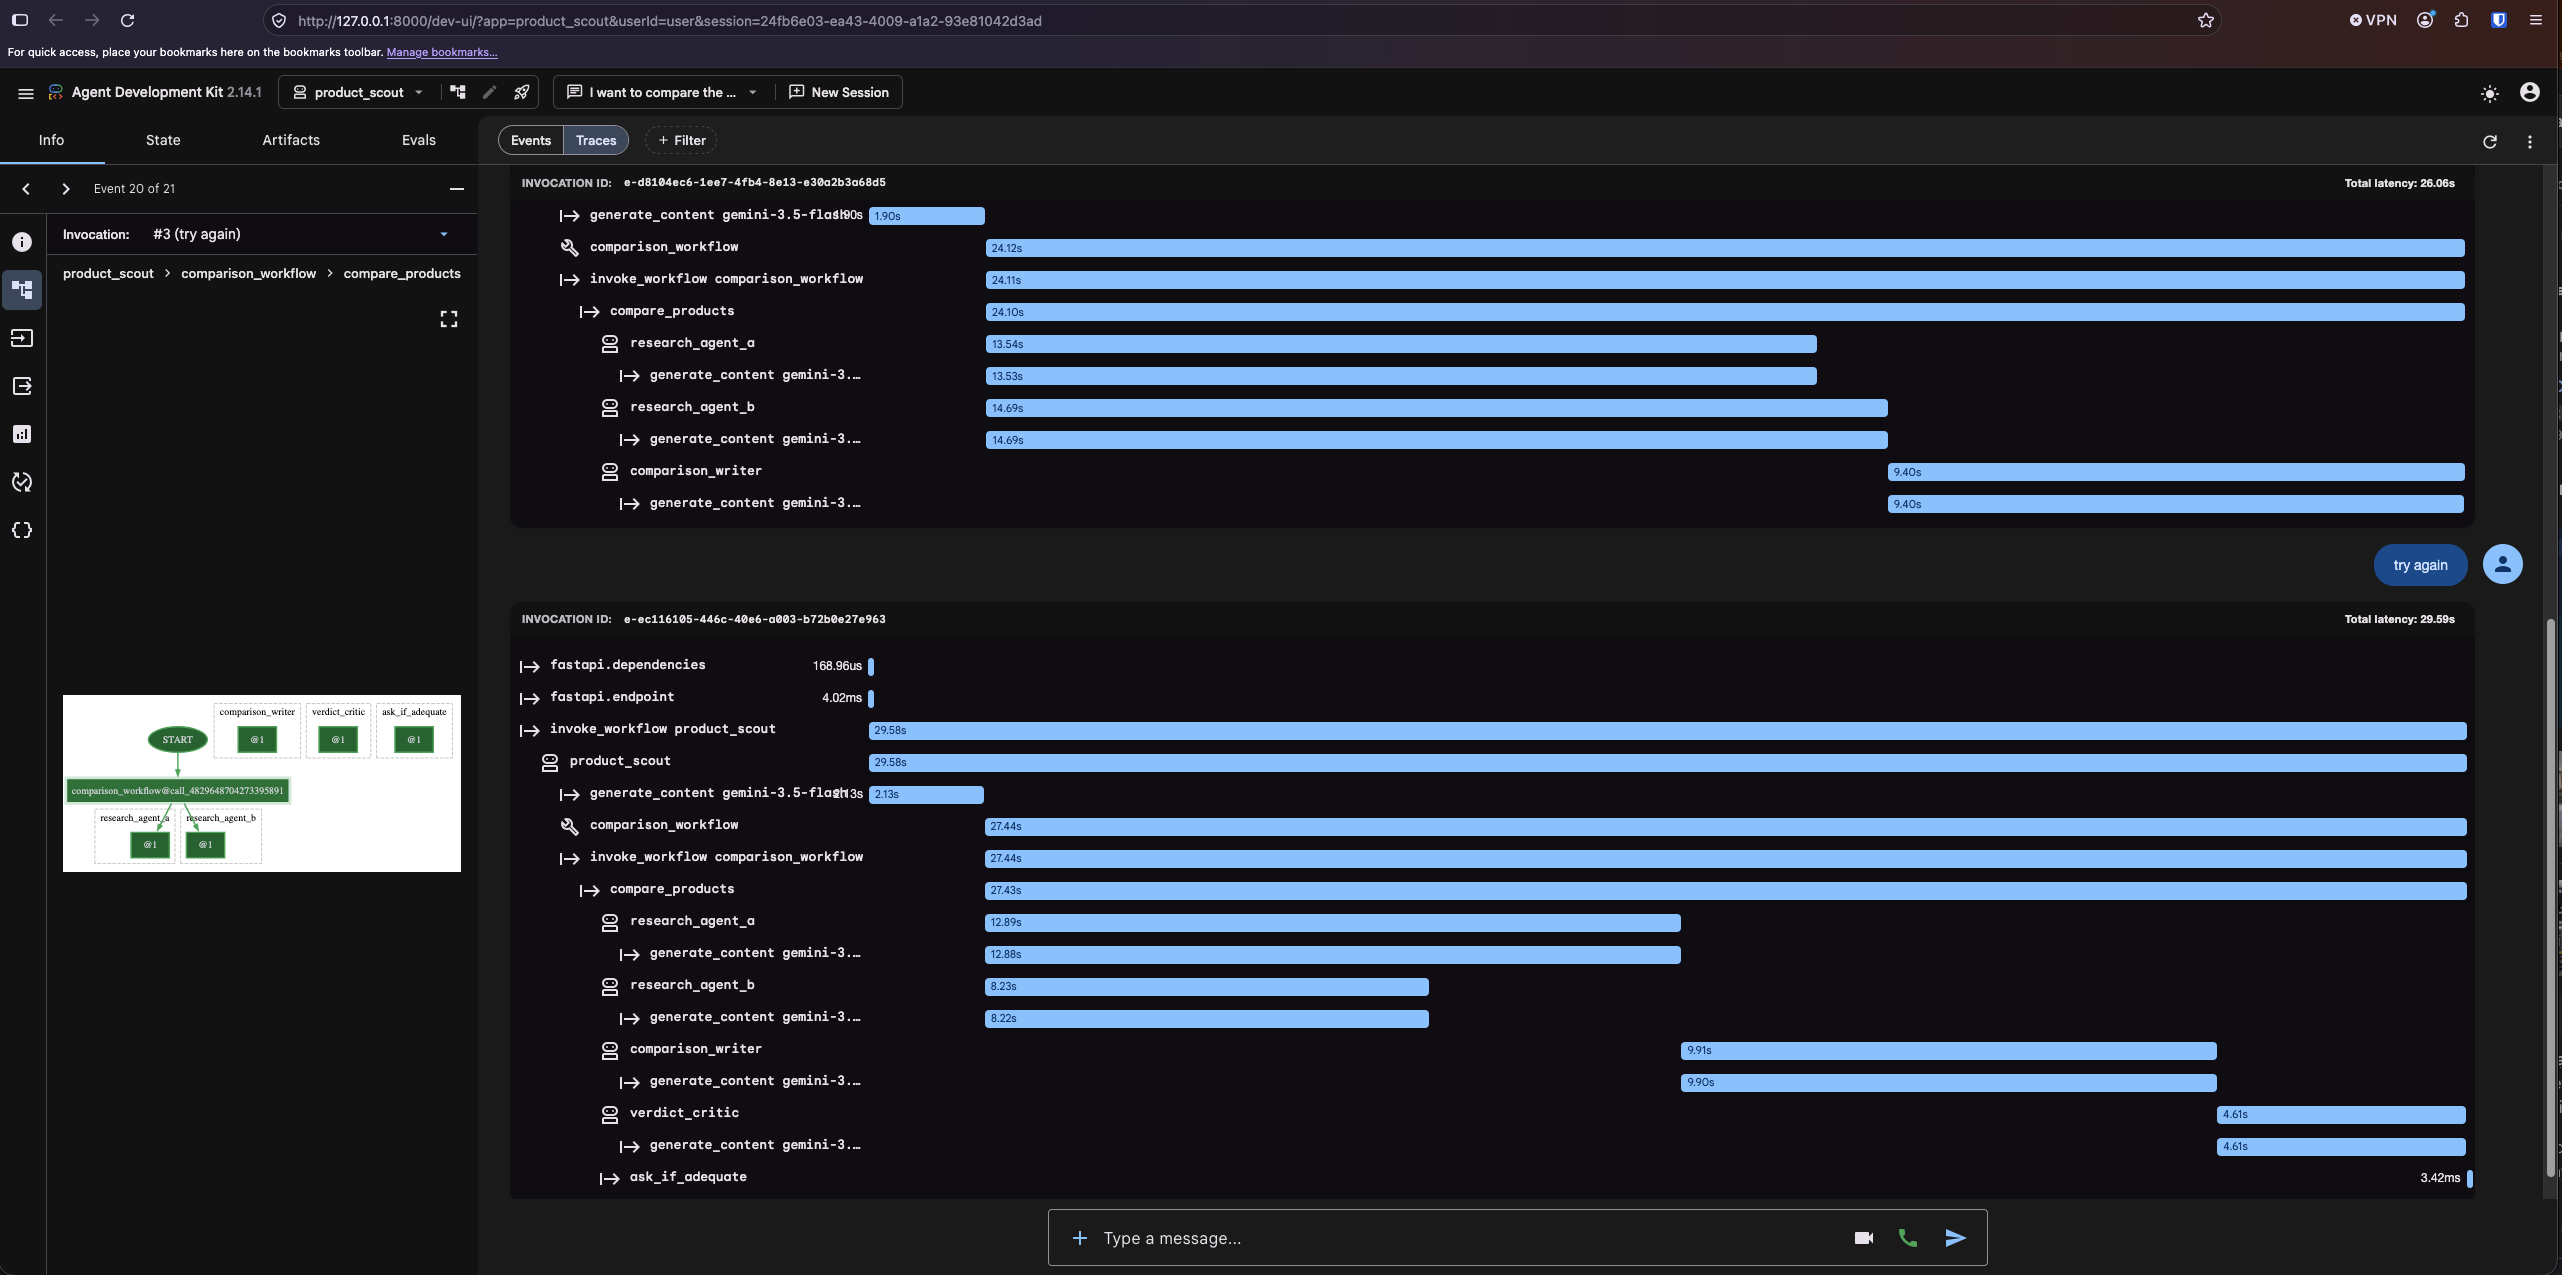 http://127.0.0.1:8000/dev-ui/?app=product_scout&userId=user&session=24fb6e03-ea43-4009-a1a2-93e81042d3ad
VPN
For quick access, place your bookmarks here on the bookmarks toolbar. Manage bookmarks...
Agent Development Kit 2.14.1
product_scout
I want to compare the ...
New Session
Info
State
Artifacts
Evals
Events
Traces
+ Filter
Event 20 of 21
Invocation: #3 (try again)
product_scout > comparison_workflow > compare_products
START
comparison_writer
@1
verdict_critic
@1
ask_if_adequate
@1
comparison_workflow@call_4829648704273395891
research_agent_a
@1
research_agent_b
@1
INVOCATION ID: e-d8104ec6-1ee7-4fb4-8e13-e30a2b3a68d5
Total latency: 26.06s
generate_content gemini-3.5-flash 1.90s 1.90s
comparison_workflow 24.12s
invoke_workflow comparison_workflow 24.11s
compare_products 24.10s
research_agent_a 13.54s
generate_content gemini-3.… 13.53s
research_agent_b 14.69s
generate_content gemini-3.… 14.69s
comparison_writer 9.40s
generate_content gemini-3.… 9.40s
try again
INVOCATION ID: e-ec116105-446c-40e6-a003-b72b0e27e963
Total latency: 29.59s
fastapi.dependencies 168.96us
fastapi.endpoint 4.02ms
invoke_workflow product_scout 29.58s
product_scout 29.58s
generate_content gemini-3.5-flash 2.13s 2.13s
comparison_workflow 27.44s
invoke_workflow comparison_workflow 27.44s
compare_products 27.43s
research_agent_a 12.89s
generate_content gemini-3.… 12.88s
research_agent_b 8.23s
generate_content gemini-3.… 8.22s
comparison_writer 9.91s
generate_content gemini-3.… 9.90s
verdict_critic 4.61s
generate_content gemini-3.… 4.61s
ask_if_adequate 3.42ms
Type a message...